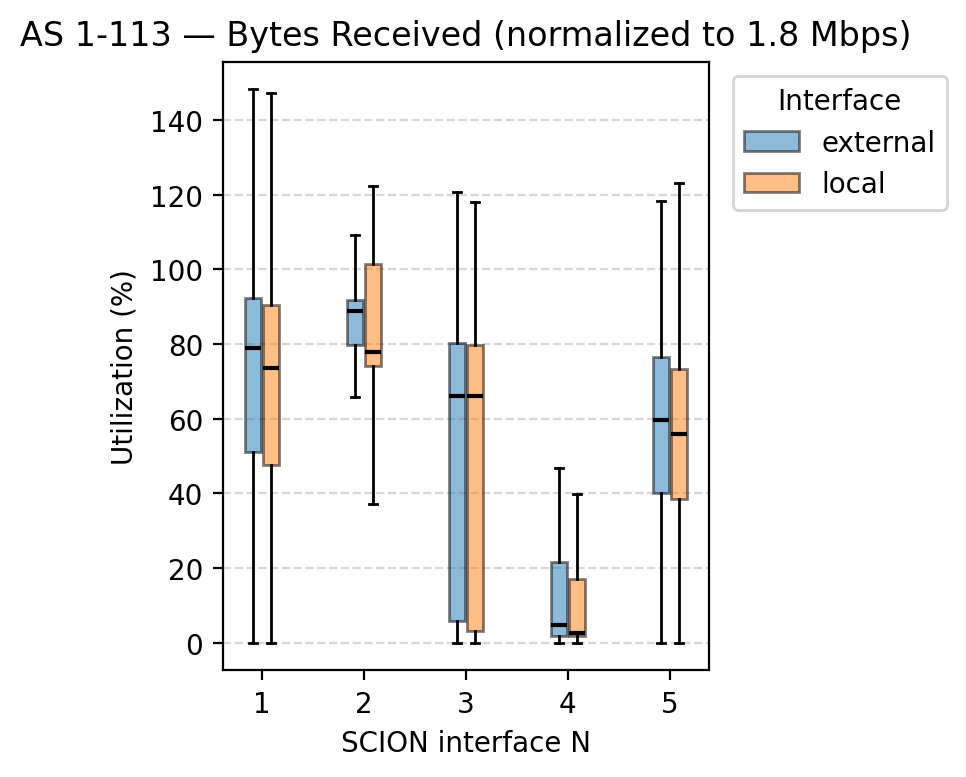 AS 1-113 — Bytes Received (normalized to 1.8 Mbps)
Interface
external
local
Utilization (%)
140
120
100
80
60
40
20
0
1 2 3 4 5
SCION interface N